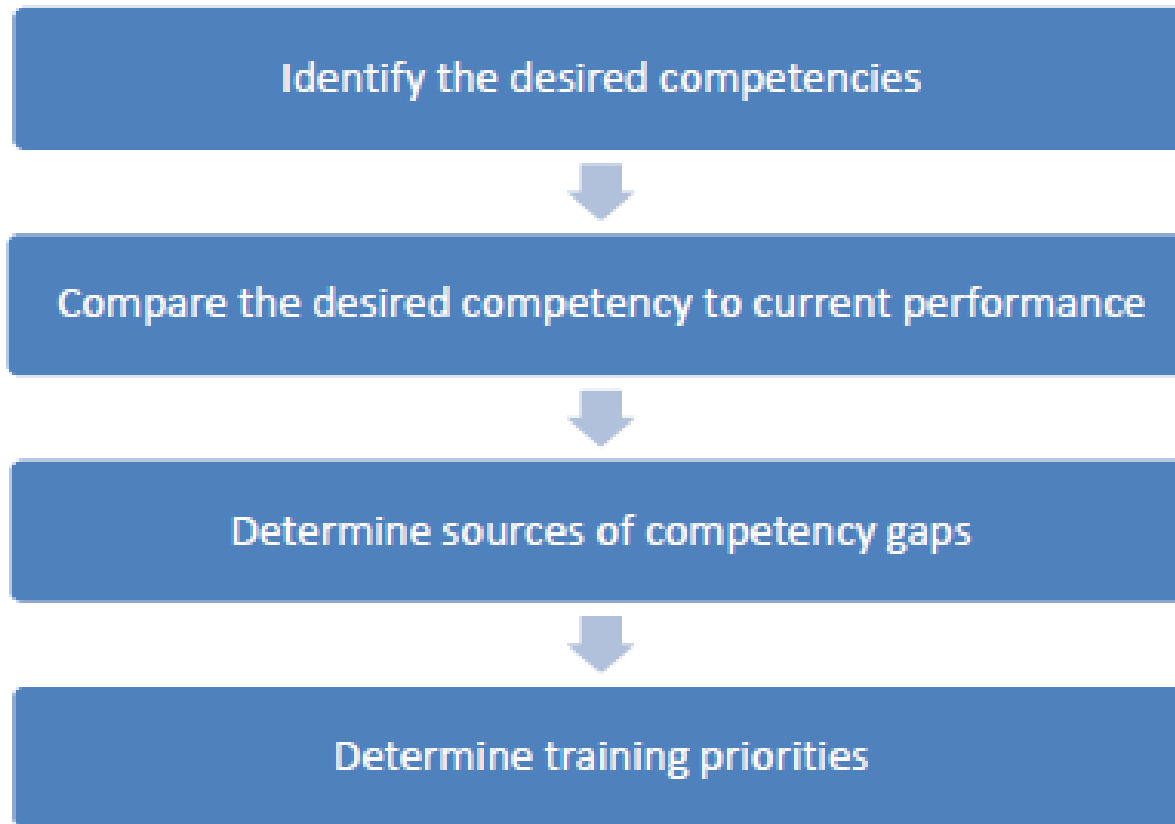 Identify the desired competencies
Compare the desired competency to current performance
Determine sources of competency gaps
Determine training priorities